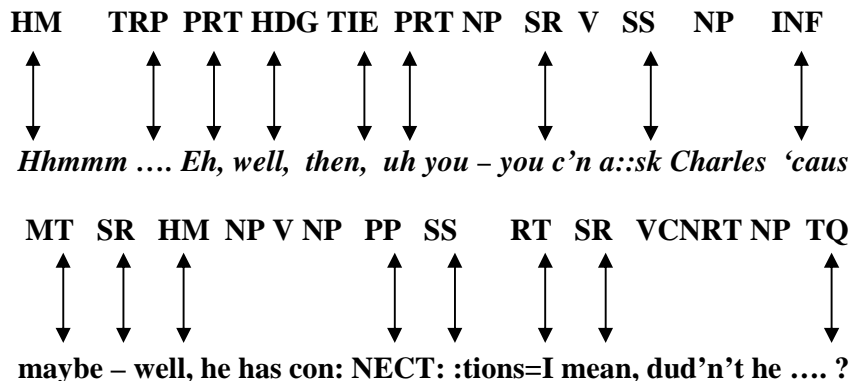 HM TRP PRT HDG TIE PRT NP SR V SS NP INF
Hhmmm …. Eh, well, then, uh you – you c’n a::sk Charles ‘caus
MT SR HM NP V NP PP SS RT SR VCNRT NP TQ
maybe – well, he has con: NECT: :tions=I mean, dud’n’t he …. ?